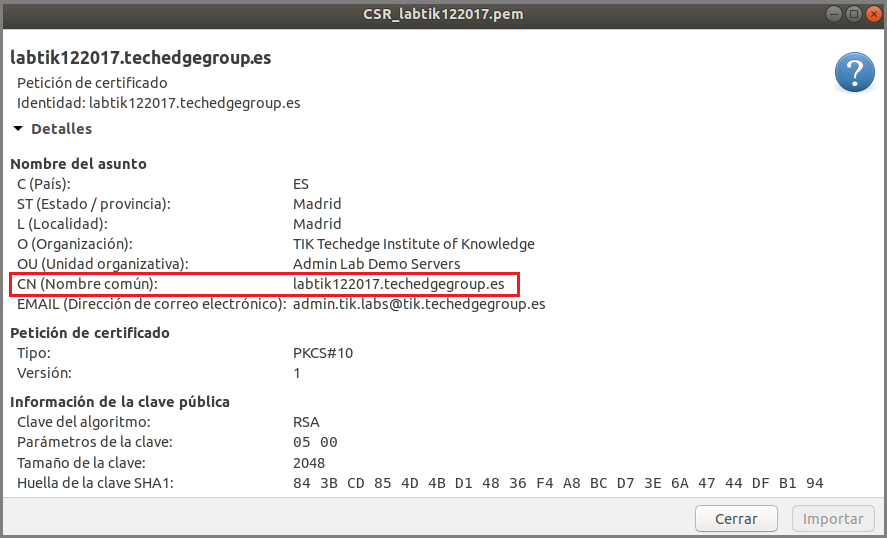 CSR_labtik122017.pem
labtik122017.techedgegroup.es
Petición de certificado
Identidad: labtik122017.techedgegroup.es
Detalles
Nombre del asunto
C (País): ES
ST (Estado / provincia): Madrid
L (Localidad): Madrid
O (Organización): TIK Techedge Institute of Knowledge
OU (Unidad organizativa): Admin Lab Demo Servers
CN (Nombre común): labtik122017.techedgegroup.es
EMAIL (Dirección de correo electrónico): admin.tik.labs@tik.techedgegroup.es
Petición de certificado
Tipo: PKCS#10
Versión: 1
Información de la clave pública
Clave del algoritmo: RSA
Parámetros de la clave: 05 00
Tamaño de la clave: 2048
Huella de la clave SHA1: 84 3B CD 85 4D 4B D1 48 36 F4 A8 BC D7 3E 6A 47 44 DF B1 94
Cerrar Importar